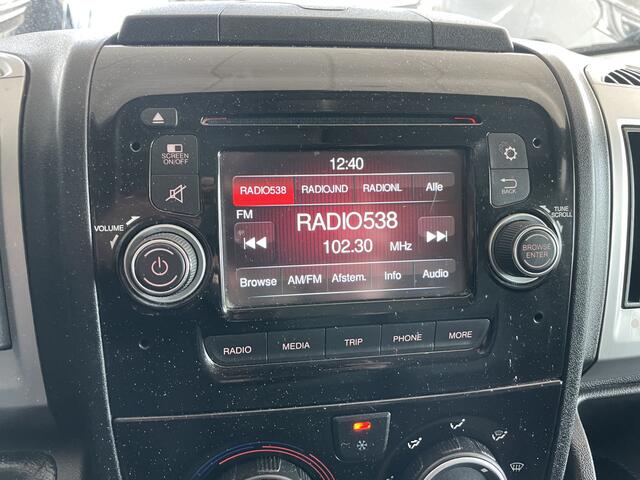 12:40
SCREEN
ON/OFF
RADIO538 RADIOJND RADIONL Alle
FM
RADIO538
102.30 MHz
Browse AM/FM Afstem. Info Audio
BACK
VOLUME
TUNE
SCROLL
BROWSE
ENTER
RADIO MEDIA TRIP PHONE MORE